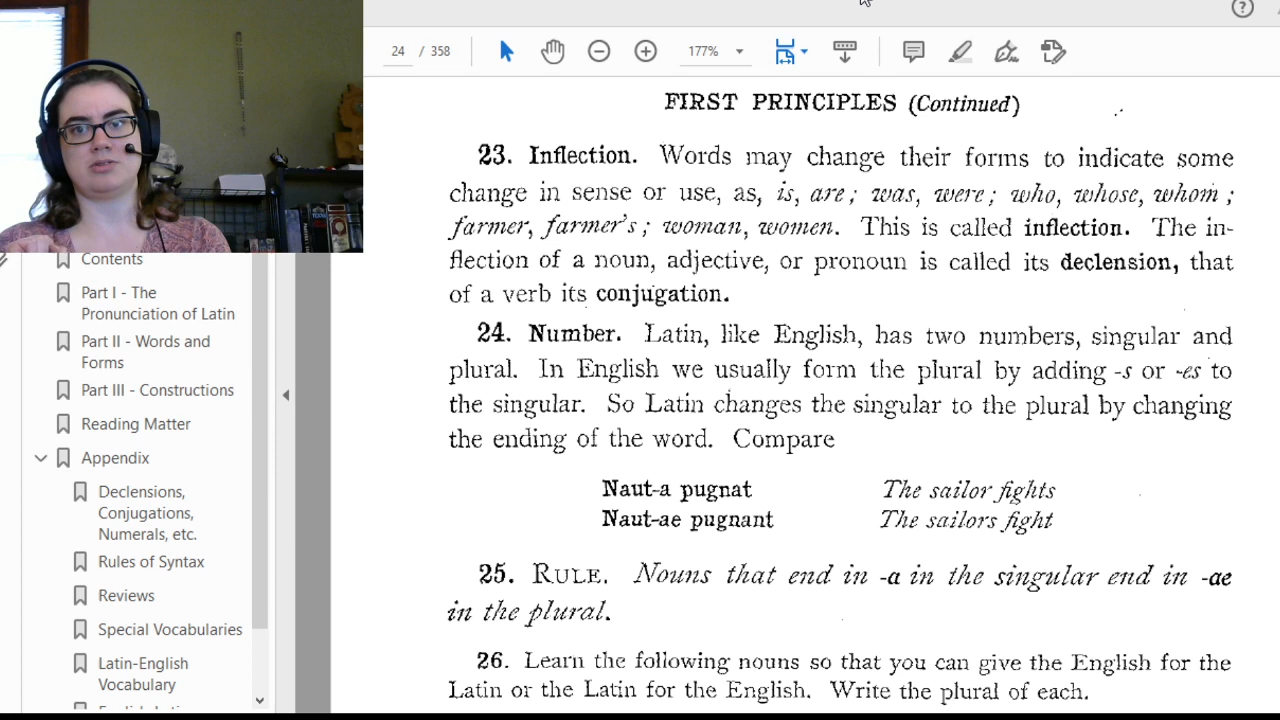 24 / 358
177%
FIRST PRINCIPLES (Continued)
23. Inflection. Words may change their forms to indicate some
change in sense or use, as, is, are; was, were; who, whose, whom;
farmer, farmer's; woman, women. This is called inflection. The in-
flection of a noun, adjective, or pronoun is called its declension, that
of a verb its conjugation.
24. Number. Latin, like English, has two numbers, singular and
plural. In English we usually form the plural by adding -s or -es to
the singular. So Latin changes the singular to the plural by changing
the ending of the word. Compare
Naut-a pugnat The sailor fights
Naut-ae pugnant The sailors fight
25. RULE. Nouns that end in -a in the singular end in -ae
in the plural.
26. Learn the following nouns so that you can give the English for the
Latin or the Latin for the English. Write the plural of each.
Contents
Part I - The
Pronunciation of Latin
Part II - Words and
Forms
Part III - Constructions
Reading Matter
Appendix
Declensions,
Conjugations,
Numerals, etc.
Rules of Syntax
Reviews
Special Vocabularies
Latin-English
Vocabulary